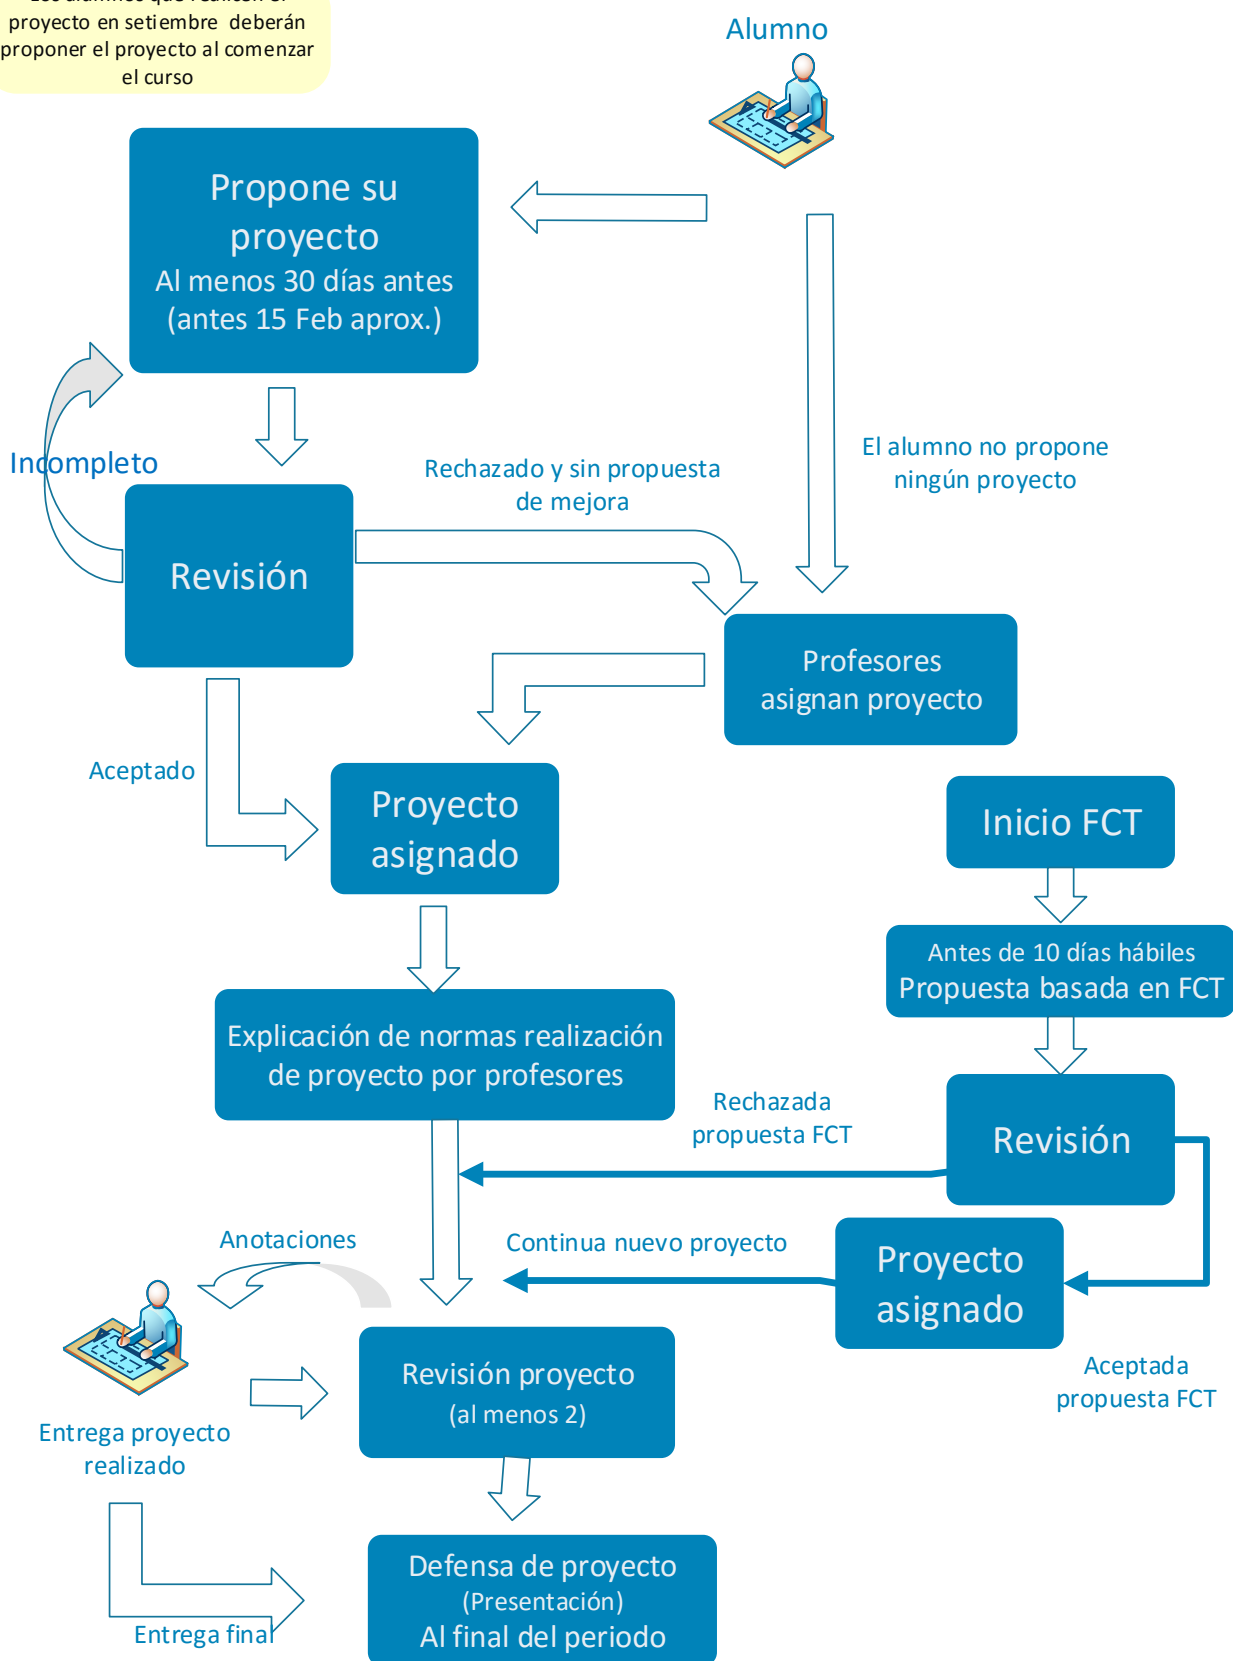 proyecto en setiembre deberán
proponer el proyecto al comenzar
el curso
Alumno
Propone su
proyecto
Al menos 30 días antes
(antes 15 Feb aprox.)
Incompleto
Rechazado y sin propuesta
de mejora
El alumno no propone
ningún proyecto
Revisión
Profesores
asignan proyecto
Aceptado
Proyecto
asignado
Inicio FCT
Antes de 10 días hábiles
Propuesta basada en FCT
Explicación de normas realización
de proyecto por profesores
Rechazada
propuesta FCT
Revisión
Anotaciones
Continua nuevo proyecto
Proyecto
asignado
Aceptada
propuesta FCT
Revisión proyecto
(al menos 2)
Entrega proyecto
realizado
Defensa de proyecto
(Presentación)
Al final del periodo
Entrega final